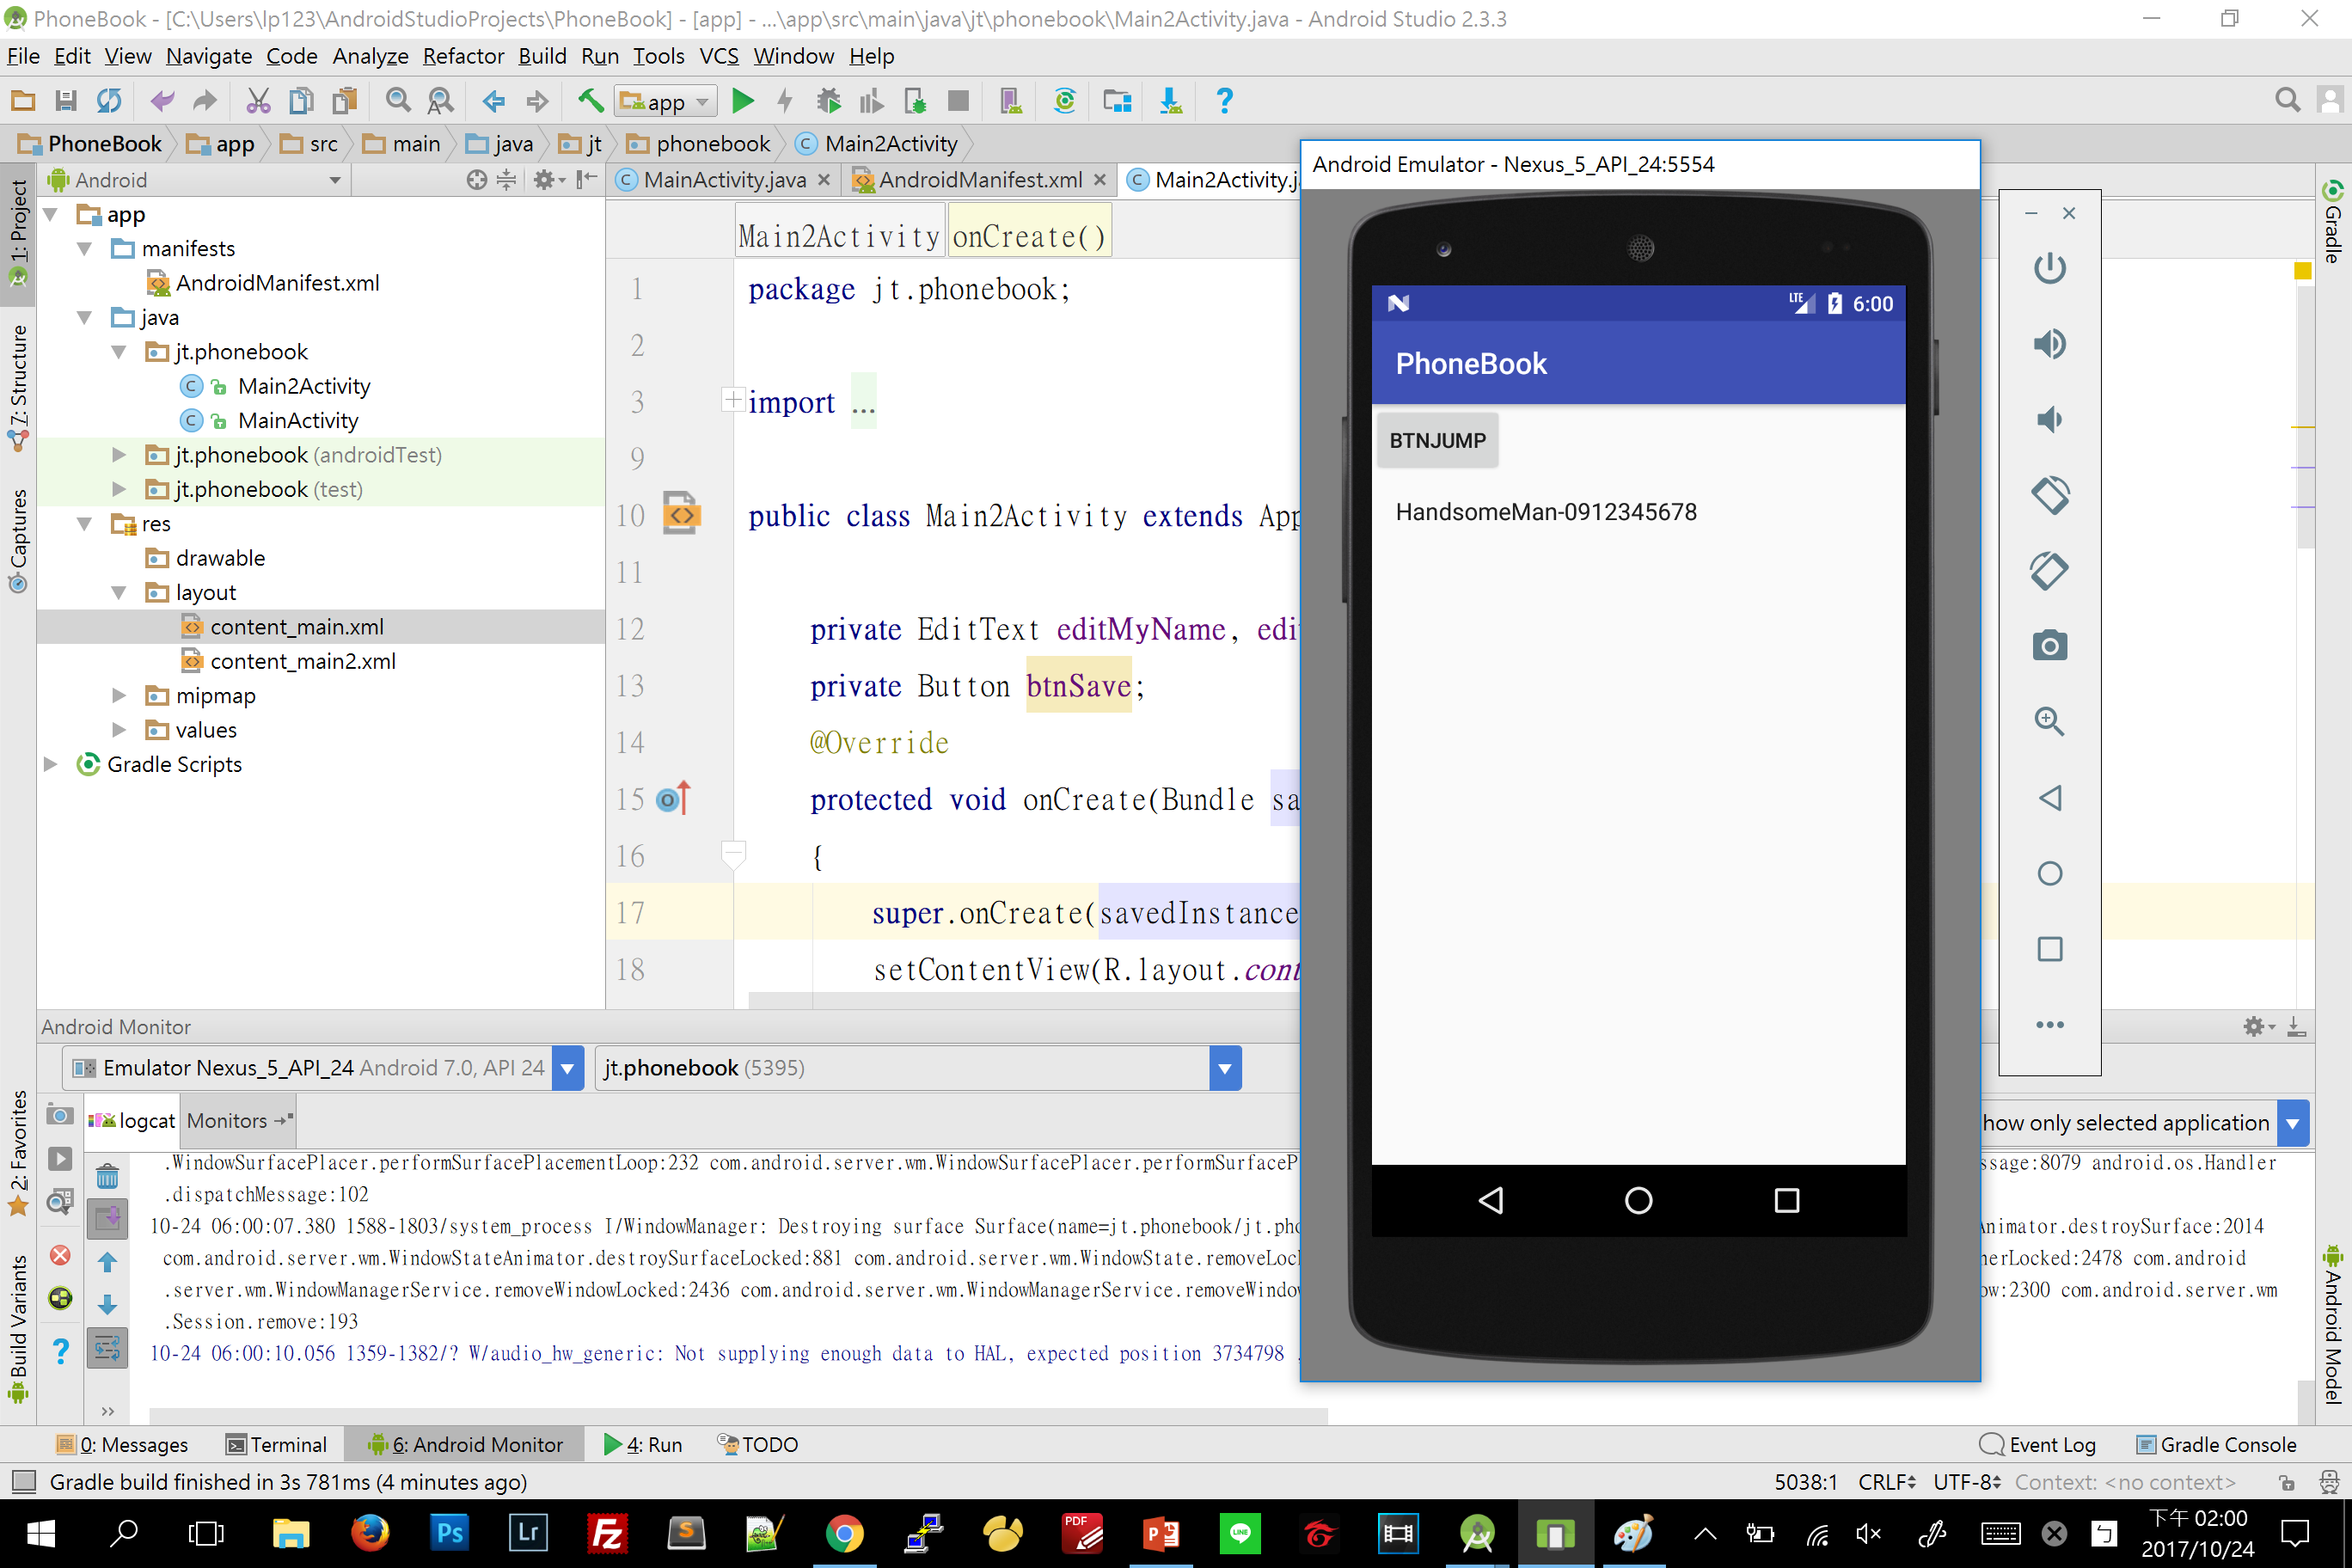 PhoneBook - [C:\Users\lp123\AndroidStudioProjects\PhoneBook] - [app] - ...\app\src\main\java\jt\phonebook\Main2Activity.java - Android Studio 2.3.3
File Edit View Navigate Code Analyze Refactor Build Run Tools VCS Window Help
app
PhoneBook app src main java jt phonebook Main2Activity
1: Project
7: Structure
Captures
2: Favorites
Build Variants
Android
app
manifests
AndroidManifest.xml
java
jt.phonebook
Main2Activity
MainActivity
jt.phonebook (androidTest)
jt.phonebook (test)
res
drawable
layout
content_main.xml
content_main2.xml
mipmap
values
Gradle Scripts
MainActivity.java AndroidManifest.xml Main2Activity.j
Main2Activity onCreate()
1 package jt.phonebook;
2
3 import ...
9
10 public class Main2Activity extends App
11
12 private EditText editMyName, edi
13 private Button btnSave;
14 @Override
15 protected void onCreate(Bundle sa
16 {
17 super.onCreate(savedInstance
18 setContentView(R.layout.cont
Android Emulator - Nexus_5_API_24:5554
LTE 6:00
PhoneBook
BTNJUMP
HandsomeMan-0912345678
Gradle
Android Model
Android Monitor
Emulator Nexus_5_API_24 Android 7.0, API 24 jt.phonebook (5395)
logcat Monitors how only selected application
.WindowSurfacePlacer.performSurfacePlacementLoop:232 com.android.server.wm.WindowSurfacePlacer.performSurfaceP ssage:8079 android.os.Handler
.dispatchMessage:102
10-24 06:00:07.380 1588-1803/system_process I/WindowManager: Destroying surface Surface(name=jt.phonebook/jt.pho nimator.destroySurface:2014
com.android.server.wm.WindowStateAnimator.destroySurfaceLocked:881 com.android.server.wm.WindowState.removeLoc nerLocked:2478 com.android
.server.wm.WindowManagerService.removeWindowLocked:2436 com.android.server.wm.WindowManagerService.removeWindow ow:2300 com.android.server.wm
.Session.remove:193
10-24 06:00:10.056 1359-1382/? W/audio_hw_generic: Not supplying enough data to HAL, expected position 3734798 .
0: Messages Terminal 6: Android Monitor 4: Run TODO Event Log Gradle Console
Gradle build finished in 3s 781ms (4 minutes ago) 5038:1 CRLF UTF-8 Context: <no context>
Ps Lr Fz S PDF P LINE ㄅ
下午 02:00
2017/10/24